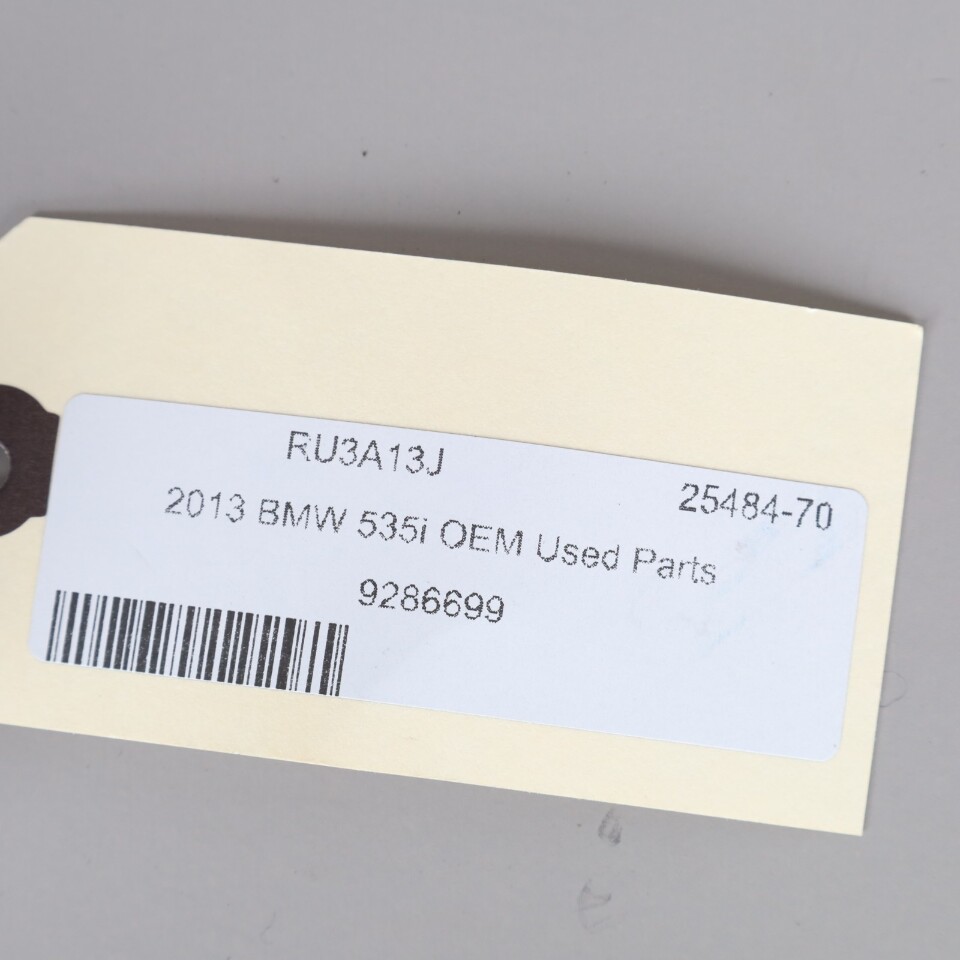 RU3A13J
25484-70
2013 BMW 535i OEM Used Parts
9286699